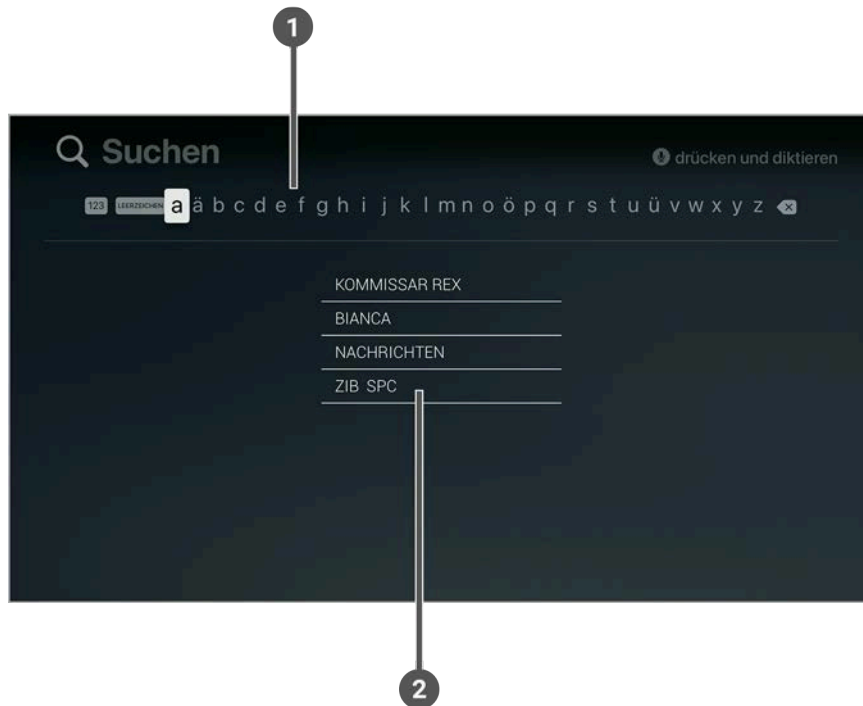 1
Suchen
drücken und diktieren
123 LEERZEICHEN a ä b c d e f g h i j k l m n o ö p q r s t u ü v w x y z
KOMMISSAR REX
BIANCA
NACHRICHTEN
ZIB SPC
2